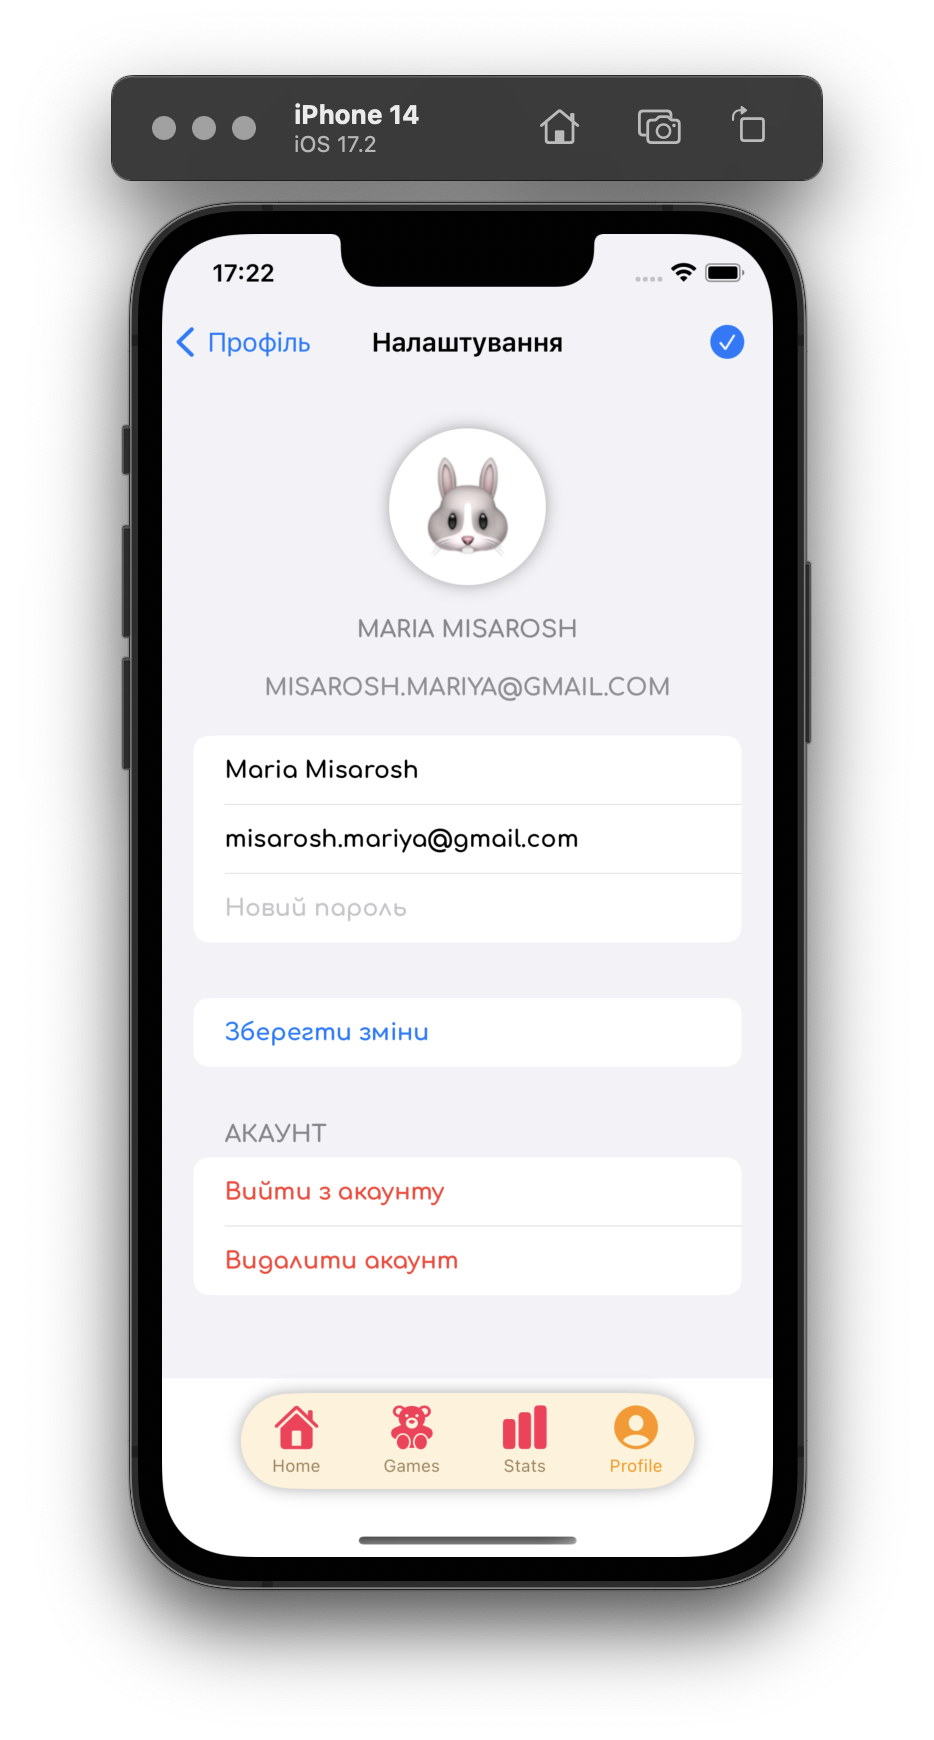 iPhone 14
iOS 17.2
17:22
Профіль
Налаштування
MARIA MISAROSH
MISAROSH.MARIYA@GMAIL.COM
Maria Misarosh
misarosh.mariya@gmail.com
Новий пароль
Зберегти зміни
АКАУНТ
Вийти з акаунту
Видалити акаунт
Home
Games
Stats
Profile